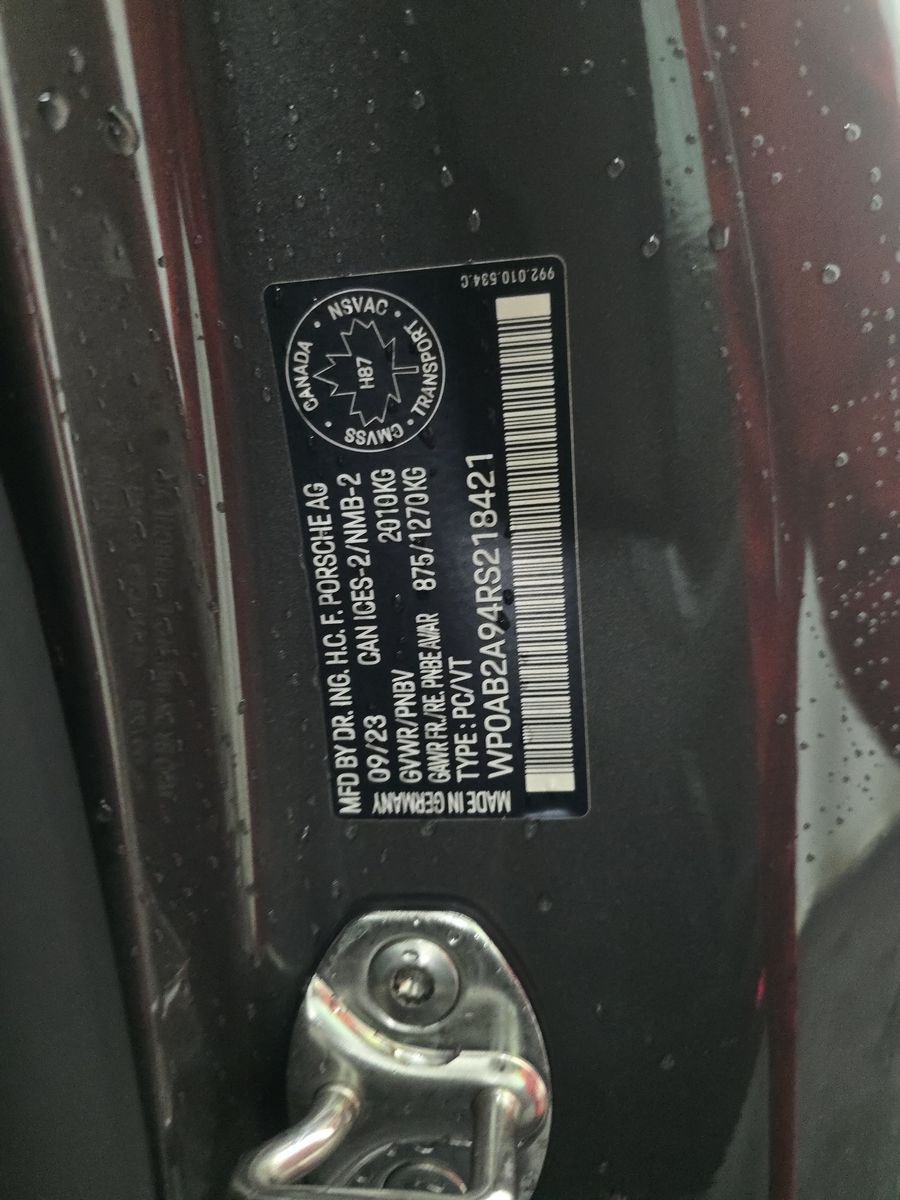 MFD BY DR. ING. H.C. F. PORSCHE AG
09/23 CAN ICES-2/NMB-2
GVWR/PNBV 2010KG
GAWR FR./RE. PNBE AV/AR 875/1270KG
TYPE : PC/VT
WP0AB2A94RS218421
MADE IN GERMANY
CANADA · NSVAC · TRANSPORT · CMVSS ·
H87
992.010.534.C